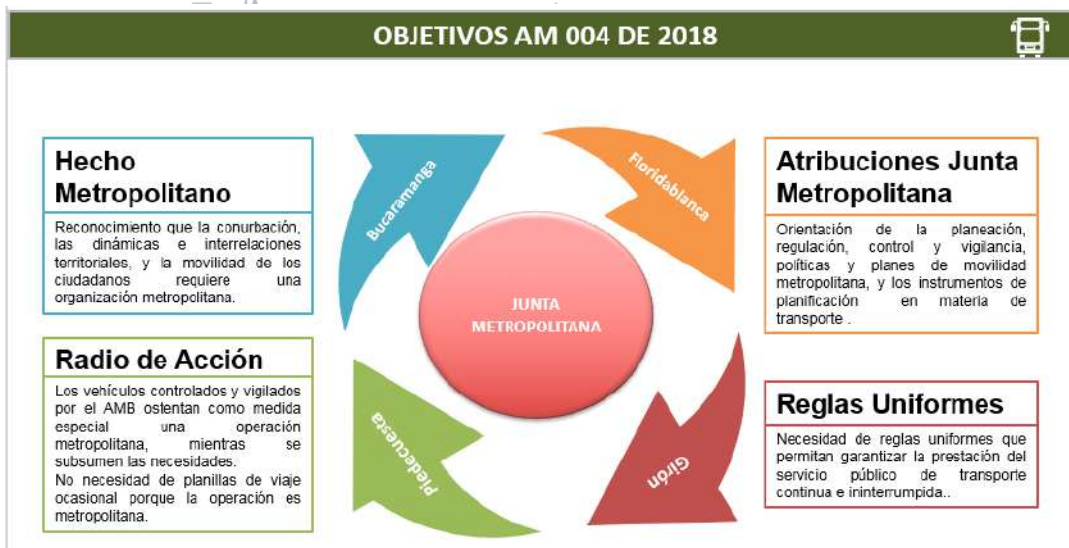 OBJETIVOS AM 004 DE 2018
Hecho
Metropolitano
Reconocimiento que la conurbación,
las dinámicas e interrelaciones
territoriales, y la movilidad de los
ciudadanos requiere una
organización metropolitana.
Radio de Acción
Los vehículos controlados y vigilados
por el AMB ostentan como medida
especial una operación
metropolitana, mientras se
subsumen las necesidades.
No necesidad de planillas de viaje
ocasional porque la operación es
metropolitana.
Bucaramanga
Floridablanca
JUNTA
METROPOLITANA
Piedecuesta
Girón
Atribuciones Junta
Metropolitana
Orientación de la planeación,
regulación, control y vigilancia,
políticas y planes de movilidad
metropolitana, y los instrumentos de
planificación en materia de
transporte .
Reglas Uniformes
Necesidad de reglas uniformes que
permitan garantizar la prestación del
servicio público de transporte
continua e ininterrumpida..